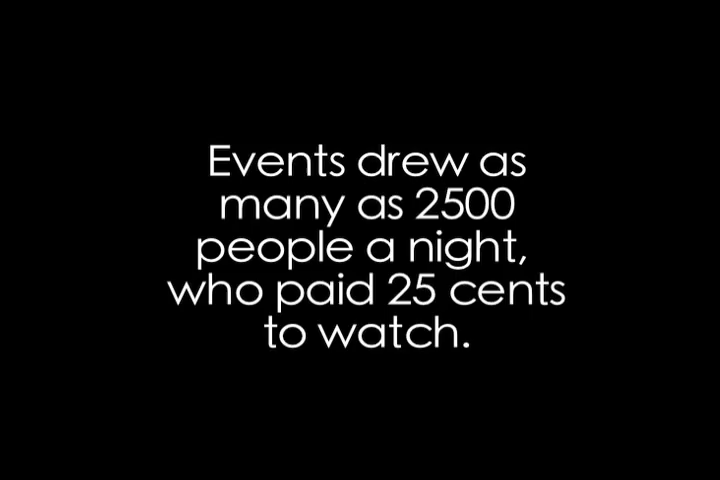 Events drew as
many as 2500
people a night,
who paid 25 cents
to watch.